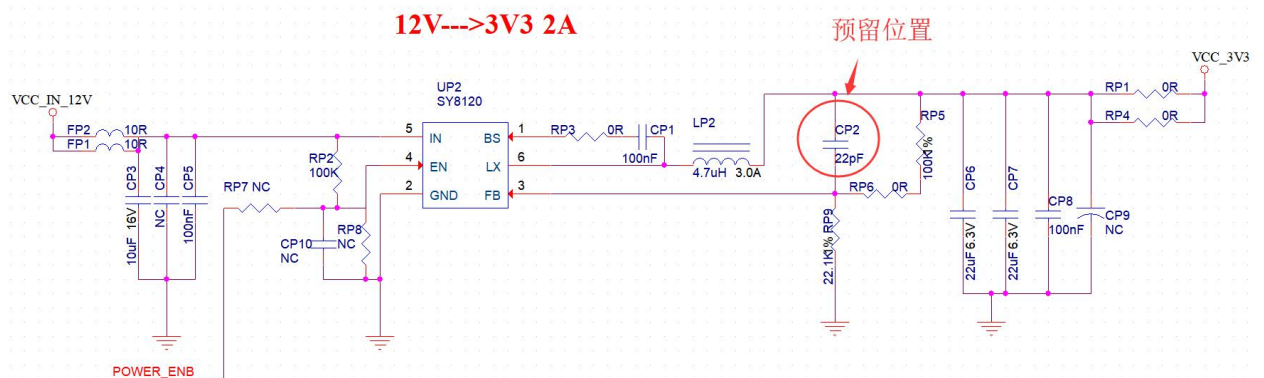 12V--->3V3 2A
预留位置
VCC_3V3
VCC_IN_12V
UP2
SY8120
RP1 0R
FP2 10R
FP1 10R
5 IN
BS 1
RP3 0R
CP1
100nF
LP2
4.7uH 3.0A
CP2
22pF
RP5
100K1%
RP4 0R
RP2
100K
4 EN
LX 6
2 GND
FB 3
RP6 0R
RP7 NC
CP3
10uF 16V
CP4
NC
CP5
100nF
CP10
NC
RP8
NC
RP9
22.1K1%
CP6
22uF 6.3V
CP7
22uF 6.3V
CP8
100nF
CP9
NC
POWER_ENB